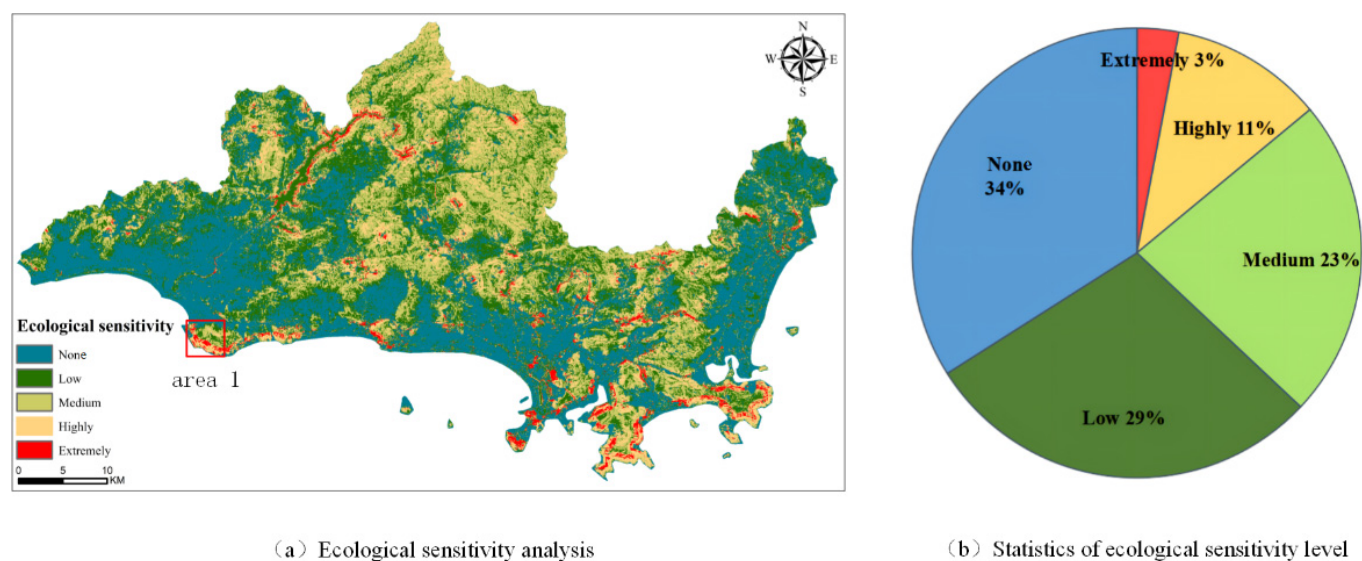 N
W E
S
Ecological sensitivity
None
Low
Medium
Highly
Extremely
0 5 10
KM
area 1
Extremely 3%
Highly 11%
None
34%
Medium 23%
Low 29%
（a）Ecological sensitivity analysis
（b）Statistics of ecological sensitivity level